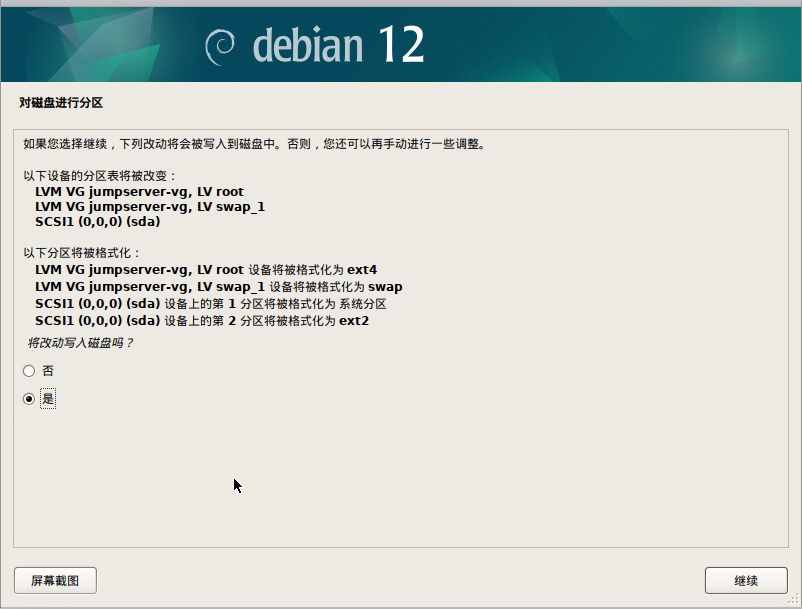 debian 12
对磁盘进行分区
如果您选择继续，下列改动将会被写入到磁盘中。否则，您还可以再手动进行一些调整。
以下设备的分区表将被改变：
LVM VG jumpserver-vg, LV root
LVM VG jumpserver-vg, LV swap_1
SCSI1 (0,0,0) (sda)
以下分区将被格式化：
LVM VG jumpserver-vg, LV root 设备将被格式化为 ext4
LVM VG jumpserver-vg, LV swap_1 设备将被格式化为 swap
SCSI1 (0,0,0) (sda) 设备上的第 1 分区将被格式化为 系统分区
SCSI1 (0,0,0) (sda) 设备上的第 2 分区将被格式化为 ext2
将改动写入磁盘吗？
否
是
屏幕截图
继续